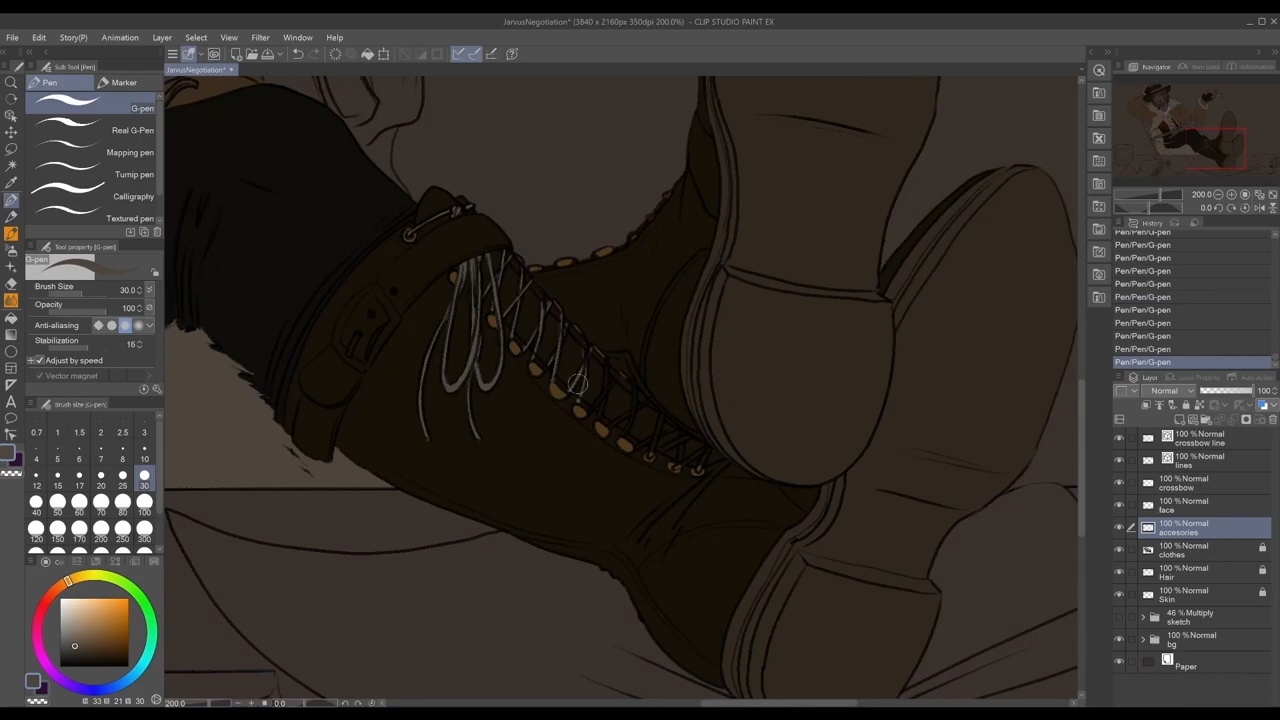 JarvusNegotiation* (3840 x 2160px 350dpi 200.0%) - CLIP STUDIO PAINT EX
File Edit Story(P) Animation Layer Select View Filter Window Help
Sub Tool [Pen]
JarvusNegotiation*
Navigator
Information
Pen Marker
G-pen
Real G-Pen
Mapping pen
Turnip pen
Calligraphy
Textured pen
Tool property [G-pen]
G-pen
Brush Size 30.0
Opacity 100
Anti-aliasing
Stabilization 16
Adjust by speed
Vector magnet
Brush size [G-pen]
0.7 1 1.5 2 2.5 3
4 5 6 7 8 10
12 15 17 20 25 30
40 50 60 70 80 100
120 150 170 200 250 300
33 21 30
200.0 0.0
200.0
0.0
History
Pen/Pen/G-pen
Pen/Pen/G-pen
Pen/Pen/G-pen
Pen/Pen/G-pen
Pen/Pen/G-pen
Pen/Pen/G-pen
Pen/Pen/G-pen
Pen/Pen/G-pen
Pen/Pen/G-pen
Pen/Pen/G-pen
Pen/Pen/G-pen
Layer Layer Property Auto Action
Normal 100
100 %Normal
crossbow line
100 %Normal
lines
100 %Normal
crossbow
100 %Normal
face
100 %Normal
accesories
100 %Normal
clothes
100 %Normal
Hair
100 %Normal
Skin
46 %Multiply
sketch
100 %Normal
bg
Paper